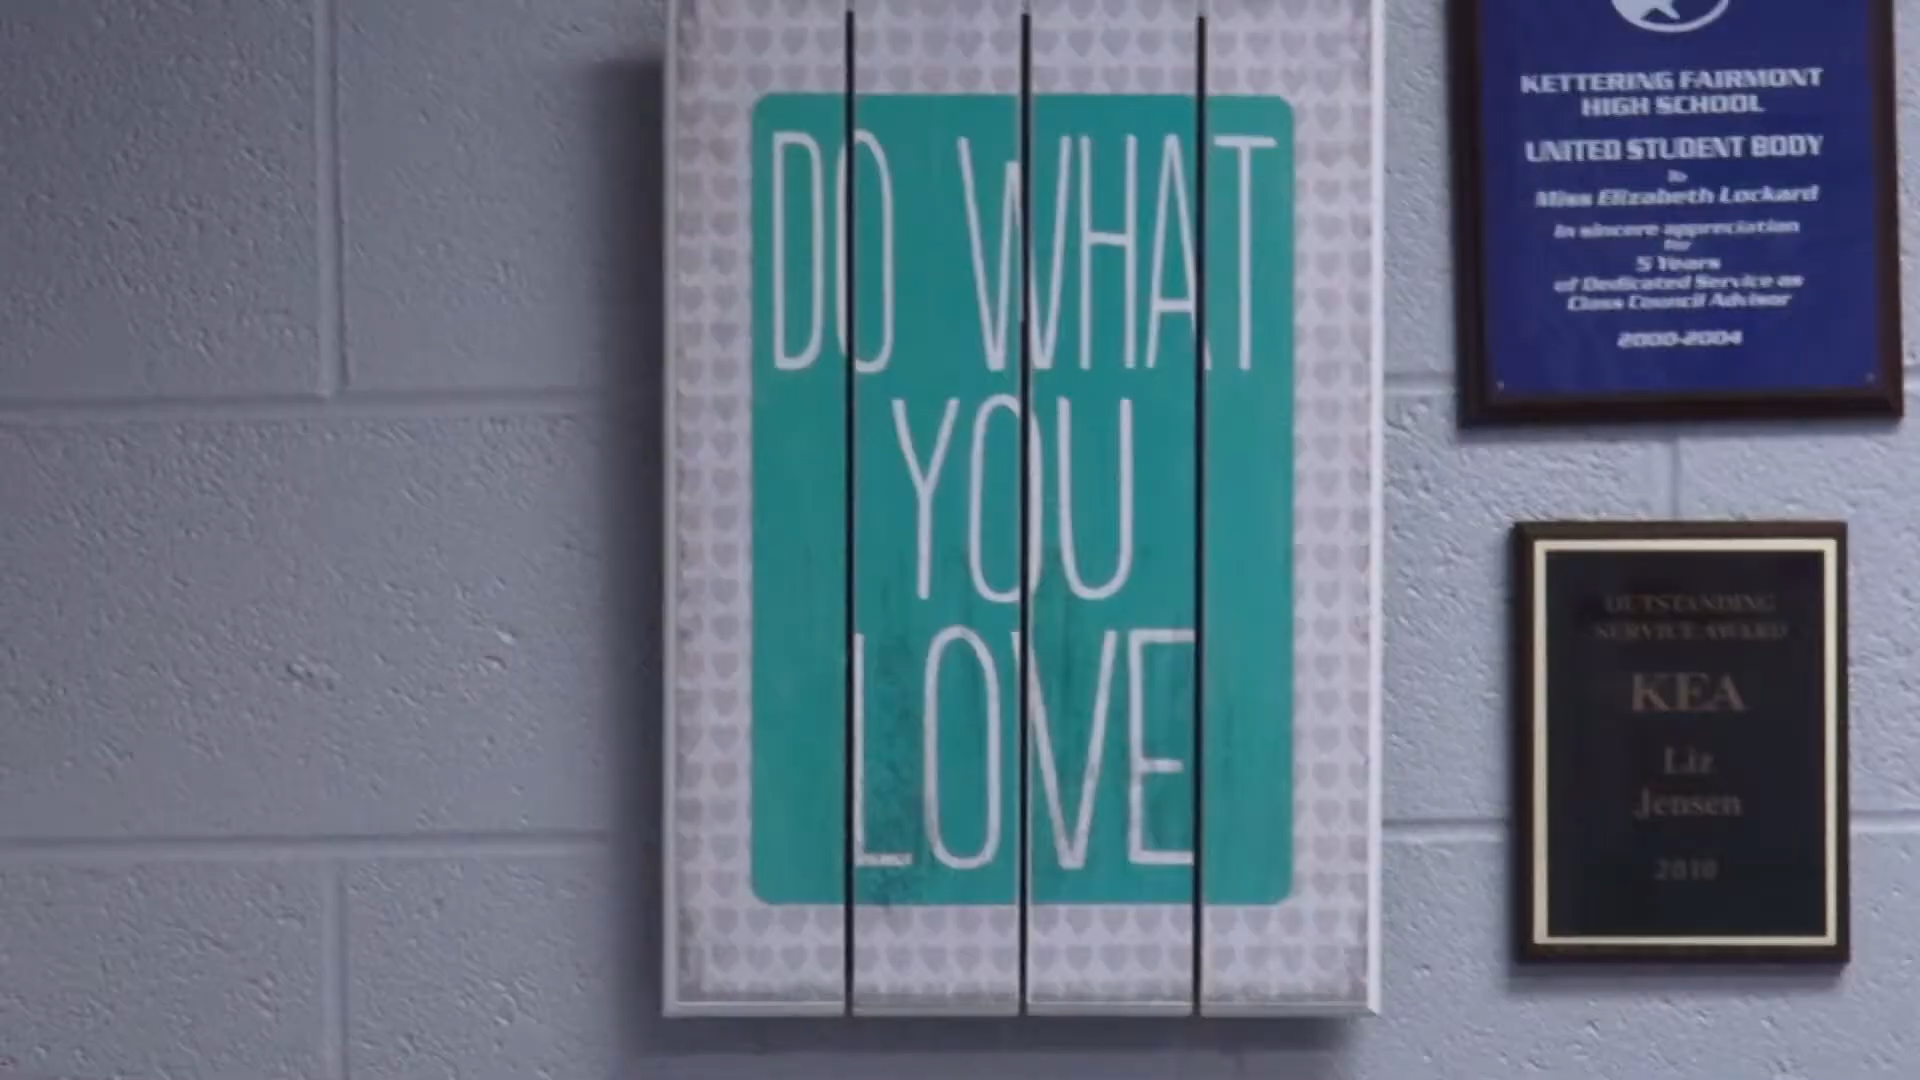 DO WHAT
YOU
LOVE
KETTERING FAIRMONT
HIGH SCHOOL
UNITED STUDENT BODY
To
Miss Elizabeth Lockard
In sincere appreciation
for
5 Years
of Dedicated Service as
Class Council Advisor
2000-2004
OUTSTANDING
SERVICE AWARD
KEA
Liz
Jensen
2010